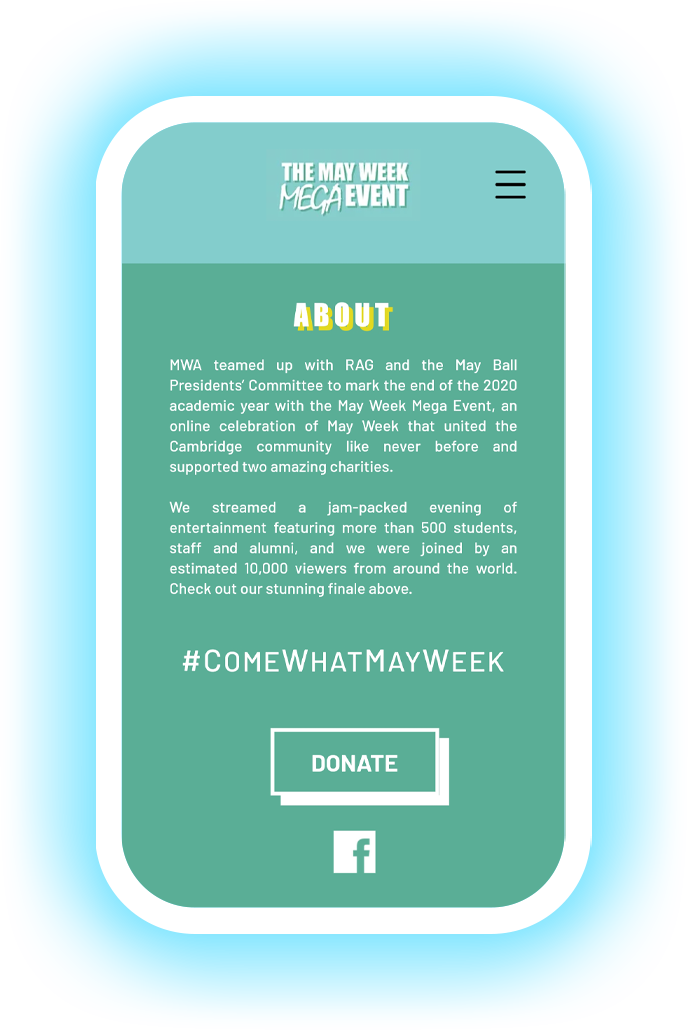 THE MAY WEEK
MEGA EVENT
ABOUT
MWA teamed up with RAG and the May Ball
Presidents' Committee to mark the end of the 2020
academic year with the May Week Mega Event, an
online celebration of May Week that united the
Cambridge community like never before and
supported two amazing charities.
We streamed a jam-packed evening of
entertainment featuring more than 500 students,
staff and alumni, and we were joined by an
estimated 10,000 viewers from around the world.
Check out our stunning finale above.
#COMEWHATMAYWEEK
DONATE